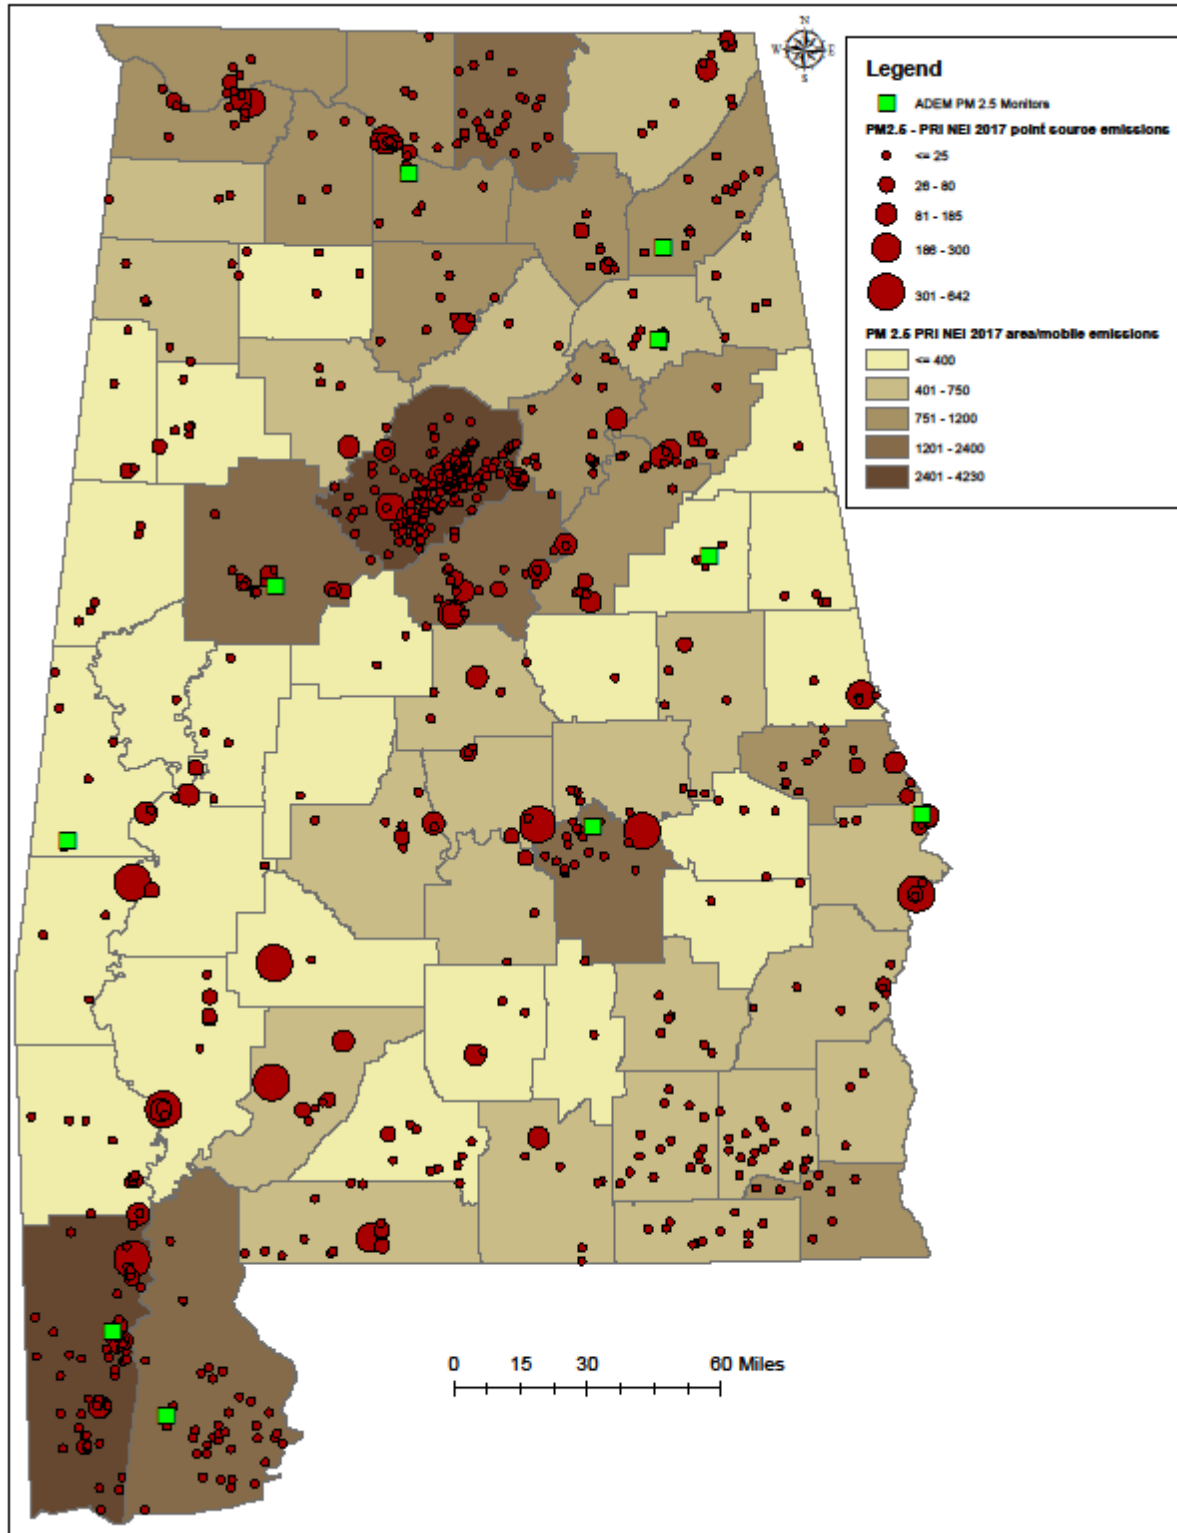 N
W E
S
Legend
ADEM PM 2.5 Monitors
PM2.5 - PRI NEI 2017 point source emissions
<= 25
26 - 80
81 - 185
186 - 300
301 - 642
PM 2.5 PRI NEI 2017 area/mobile emissions
<= 400
401 - 750
751 - 1200
1201 - 2400
2401 - 4230
0 15 30 60 Miles